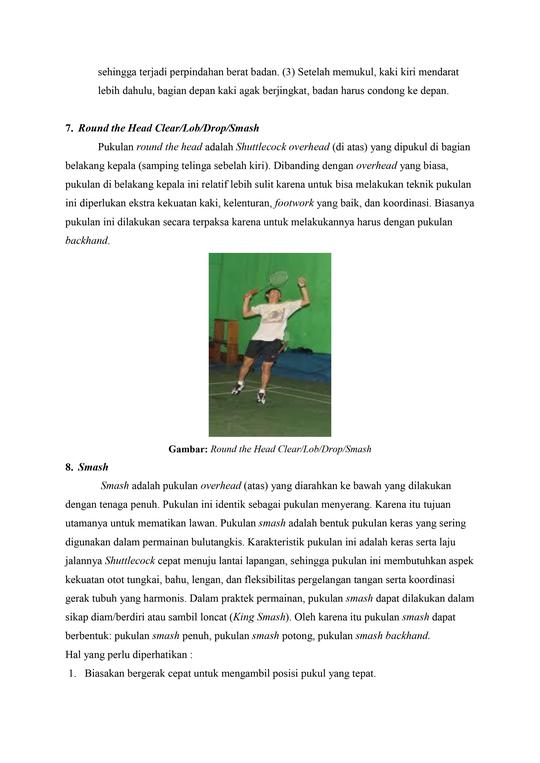 sehingga terjadi perpindahan berat badan. (3) Setelah memukul, kaki kiri mendarat
lebih dahulu, bagian depan kaki agak berjingkat, badan harus condong ke depan.
7. Round the Head Clear/Lob/Drop/Smash
Pukulan round the head adalah Shuttlecock overhead (di atas) yang dipukul di bagian
belakang kepala (samping telinga sebelah kiri). Dibanding dengan overhead yang biasa,
pukulan di belakang kepala ini relatif lebih sulit karena untuk bisa melakukan teknik pukulan
ini diperlukan ekstra kekuatan kaki, kelenturan, footwork yang baik, dan koordinasi. Biasanya
pukulan ini dilakukan secara terpaksa karena untuk melakukannya harus dengan pukulan
backhand.
Gambar: Round the Head Clear/Lob/Drop/Smash
8. Smash
Smash adalah pukulan overhead (atas) yang diarahkan ke bawah yang dilakukan
dengan tenaga penuh. Pukulan ini identik sebagai pukulan menyerang. Karena itu tujuan
utamanya untuk mematikan lawan. Pukulan smash adalah bentuk pukulan keras yang sering
digunakan dalam permainan bulutangkis. Karakteristik pukulan ini adalah keras serta laju
jalannya Shuttlecock cepat menuju lantai lapangan, sehingga pukulan ini membutuhkan aspek
kekuatan otot tungkai, bahu, lengan, dan fleksibilitas pergelangan tangan serta koordinasi
gerak tubuh yang harmonis. Dalam praktek permainan, pukulan smash dapat dilakukan dalam
sikap diam/berdiri atau sambil loncat (King Smash). Oleh karena itu pukulan smash dapat
berbentuk: pukulan smash penuh, pukulan smash potong, pukulan smash backhand.
Hal yang perlu diperhatikan :
1. Biasakan bergerak cepat untuk mengambil posisi pukul yang tepat.